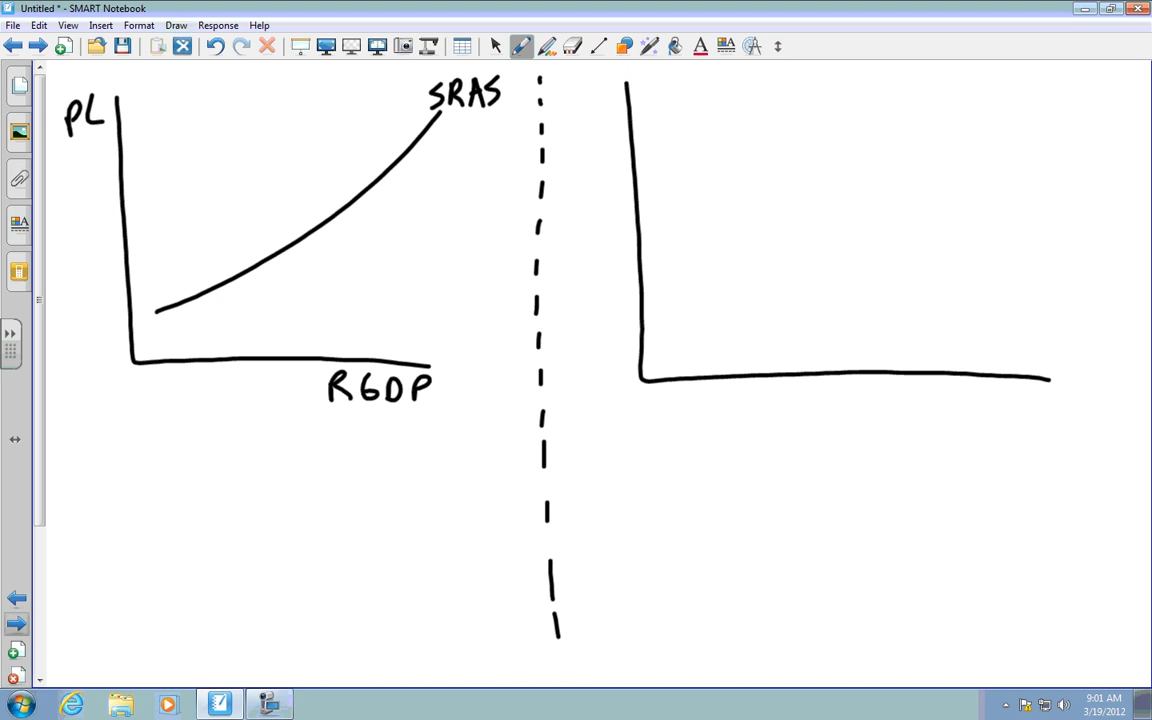 Untitled * - SMART Notebook
File Edit View Insert Format Draw Response Help
PL
SRAS
RGDP
9:01 AM
3/19/2012